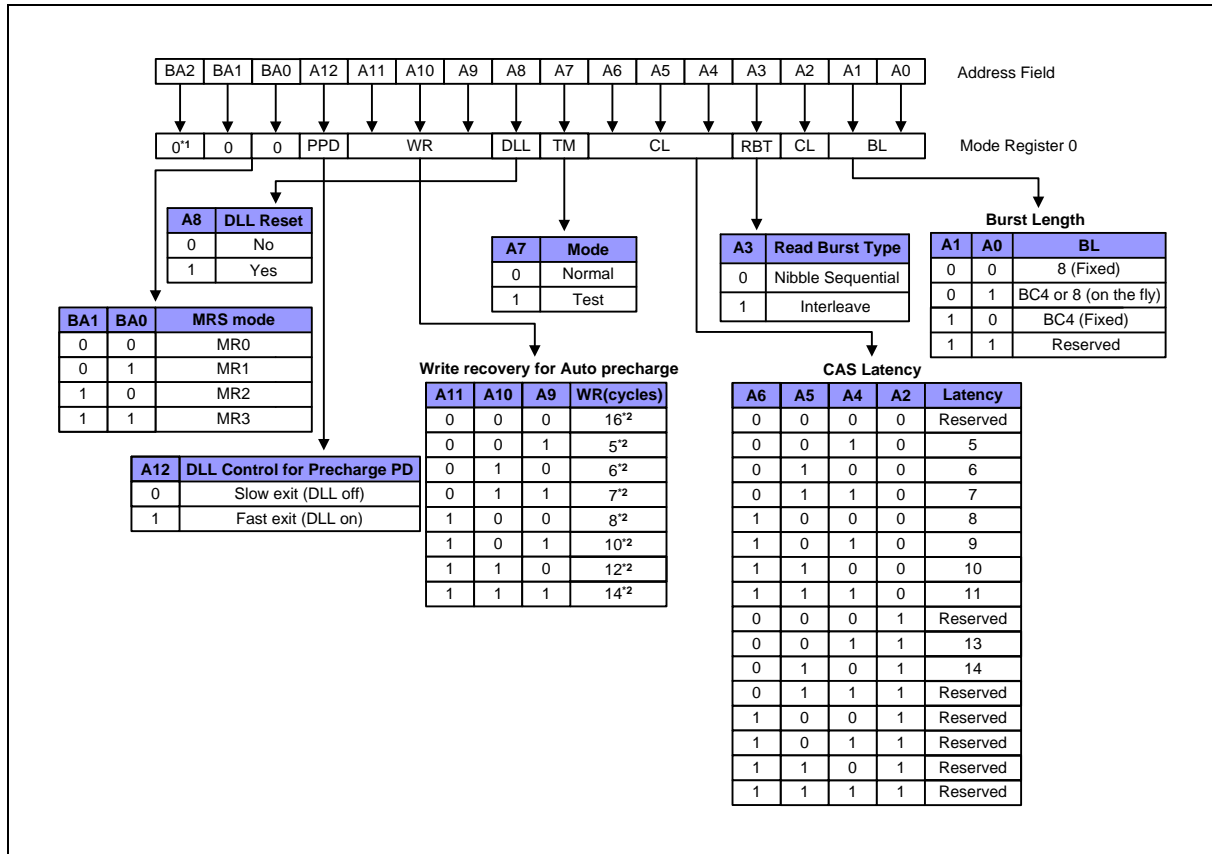 BA2 BA1 BA0 A12 A11 A10 A9 A8 A7 A6 A5 A4 A3 A2 A1 A0 Address Field
0*1 0 0 PPD WR DLL TM CL RBT CL BL Mode Register 0
A8 DLL Reset
0 No
1 Yes
A7 Mode
0 Normal
1 Test
A3 Read Burst Type
0 Nibble Sequential
1 Interleave
Burst Length
A1 A0 BL
0 0 8 (Fixed)
0 1 BC4 or 8 (on the fly)
1 0 BC4 (Fixed)
1 1 Reserved
BA1 BA0 MRS mode
0 0 MR0
0 1 MR1
1 0 MR2
1 1 MR3
A12 DLL Control for Precharge PD
0 Slow exit (DLL off)
1 Fast exit (DLL on)
Write recovery for Auto precharge
A11 A10 A9 WR(cycles)
0 0 0 16*2
0 0 1 5*2
0 1 0 6*2
0 1 1 7*2
1 0 0 8*2
1 0 1 10*2
1 1 0 12*2
1 1 1 14*2
CAS Latency
A6 A5 A4 A2 Latency
0 0 0 0 Reserved
0 0 1 0 5
0 1 0 0 6
0 1 1 0 7
1 0 0 0 8
1 0 1 0 9
1 1 0 0 10
1 1 1 0 11
0 0 0 1 Reserved
0 0 1 1 13
0 1 0 1 14
0 1 1 1 Reserved
1 0 0 1 Reserved
1 0 1 1 Reserved
1 1 0 1 Reserved
1 1 1 1 Reserved